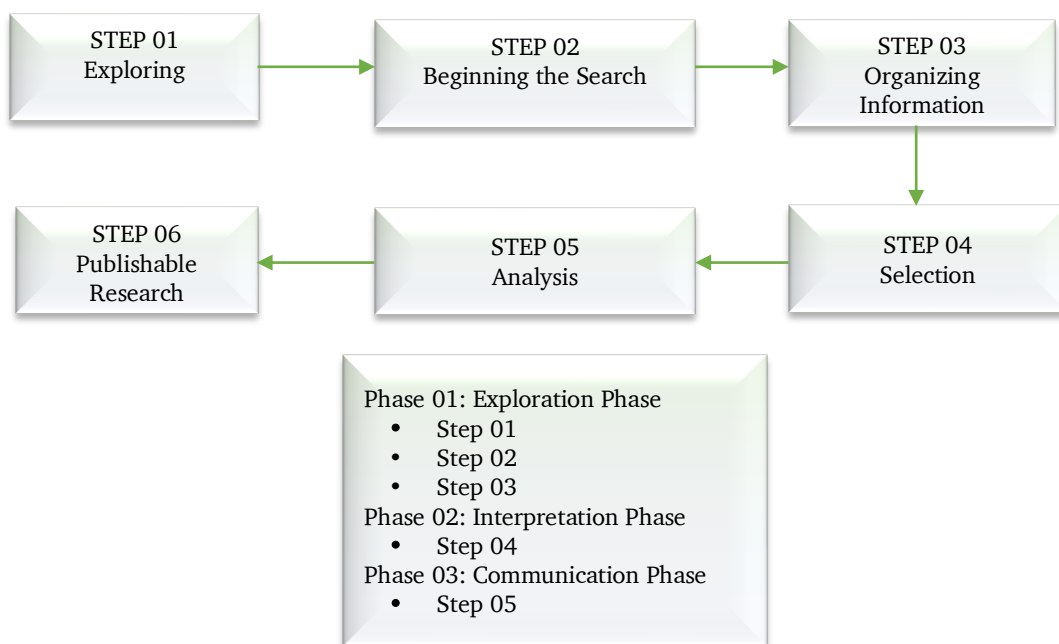 STEP 01
Exploring
STEP 02
Beginning the Search
STEP 03
Organizing
Information
STEP 04
Selection
STEP 05
Analysis
STEP 06
Publishable
Research
Phase 01: Exploration Phase
• Step 01
• Step 02
• Step 03
Phase 02: Interpretation Phase
• Step 04
Phase 03: Communication Phase
• Step 05